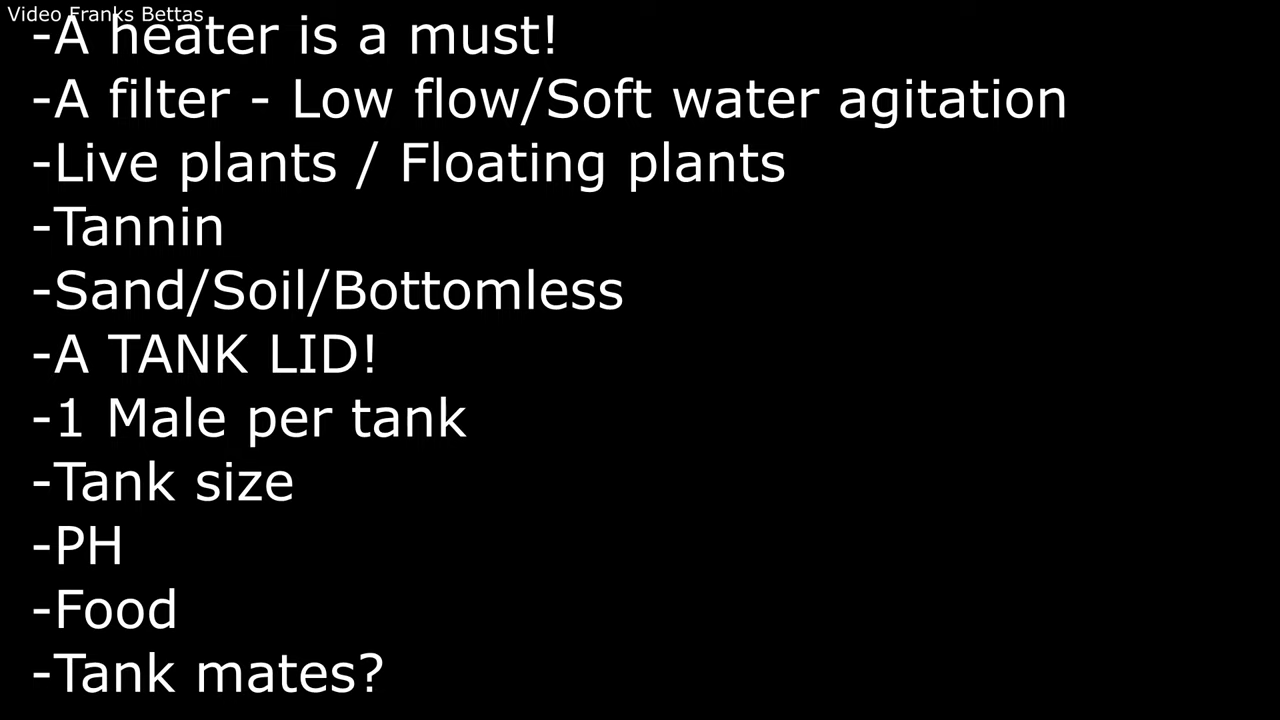 Video Franks Bettas
-A heater is a must!
-A filter - Low flow/Soft water agitation
-Live plants / Floating plants
-Tannin
-Sand/Soil/Bottomless
-A TANK LID!
-1 Male per tank
-Tank size
-PH
-Food
-Tank mates?